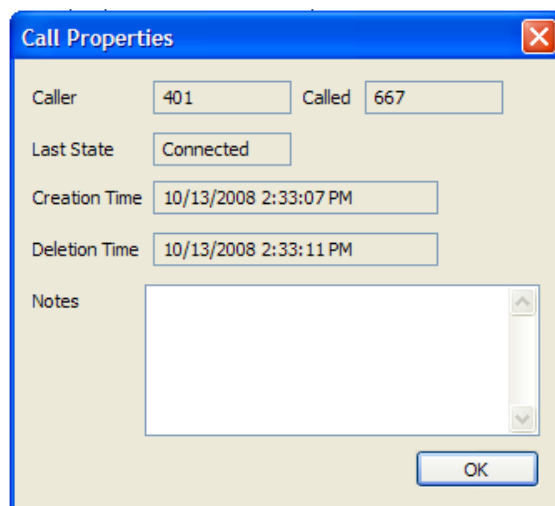 Call Properties
Caller 401 Called 667
Last State Connected
Creation Time 10/13/2008 2:33:07 PM
Deletion Time 10/13/2008 2:33:11 PM
Notes
OK